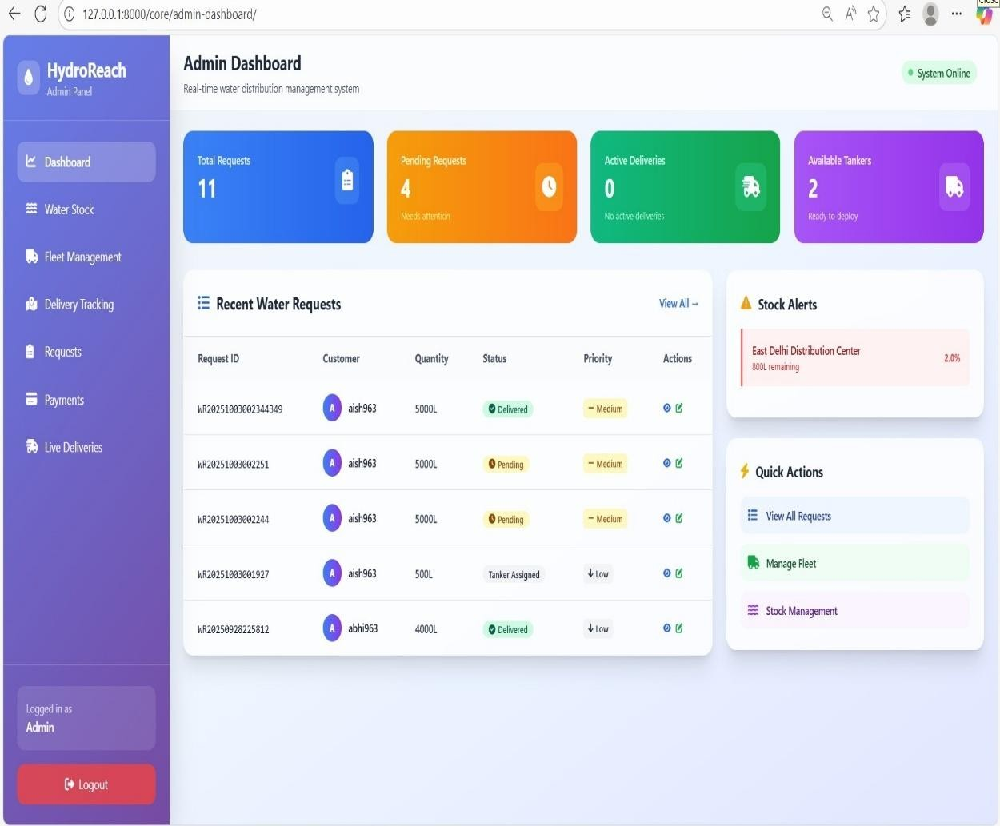 Close
127.0.0.1:8000/core/admin-dashboard/
HydroReach
Admin Panel
Dashboard
Water Stock
Fleet Management
Delivery Tracking
Requests
Payments
Live Deliveries
Logged in as
Admin
Logout
Admin Dashboard
Real-time water distribution management system
System Online
Total Requests
11
Pending Requests
4
Needs attention
Active Deliveries
0
No active deliveries
Available Tankers
2
Ready to deploy
Recent Water Requests
View All →
Request ID Customer Quantity Status Priority Actions
WR20251003002344349 A aish963 5000L Delivered Medium
WR20251003002251 A aish963 5000L Pending Medium
WR20251003002244 A aish963 5000L Pending Medium
WR20251003001927 A aish963 500L Tanker Assigned Low
WR20250928225812 A abhi963 4000L Delivered Low
Stock Alerts
East Delhi Distribution Center
800L remaining
2.0%
Quick Actions
View All Requests
Manage Fleet
Stock Management